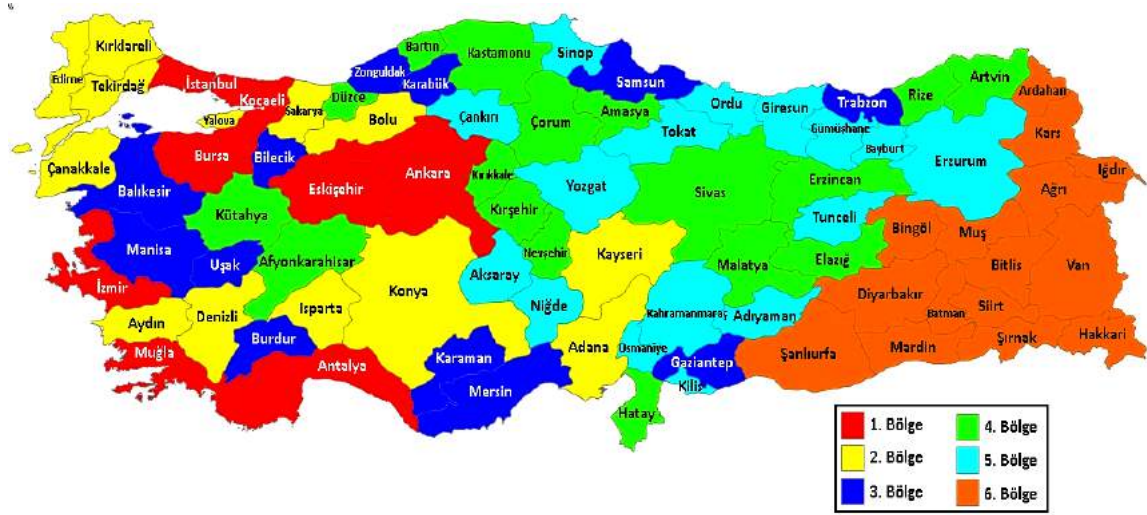 Kırklareli
Edirne
Tekirdağ
İstanbul
Kocaeli
Yalova
Sakarya
Düzce
Bolu
Zonguldak
Bartın
Karabük
Kastamonu
Sinop
Samsun
Çankırı
Çorum
Amasya
Tokat
Ordu
Giresun
Trabzon
Gümüşhane
Bayburt
Rize
Artvin
Ardahan
Kars
Iğdır
Ağrı
Erzurum
Erzincan
Tunceli
Çanakkale
Balıkesir
Bursa
Bilecik
Eskişehir
Ankara
Kırıkkale
Kırşehir
Yozgat
Sivas
Kütahya
Manisa
Uşak
Afyonkarahisar
İzmir
Aydın
Denizli
Isparta
Burdur
Muğla
Antalya
Konya
Aksaray
Nevşehir
Niğde
Kayseri
Karaman
Mersin
Adana
Osmaniye
Kahramanmaraş
Malatya
Elazığ
Adıyaman
Gaziantep
Kilis
Hatay
Şanlıurfa
Diyarbakır
Bingöl
Muş
Bitlis
Van
Batman
Siirt
Mardin
Şırnak
Hakkari
1. Bölge
2. Bölge
3. Bölge
4. Bölge
5. Bölge
6. Bölge